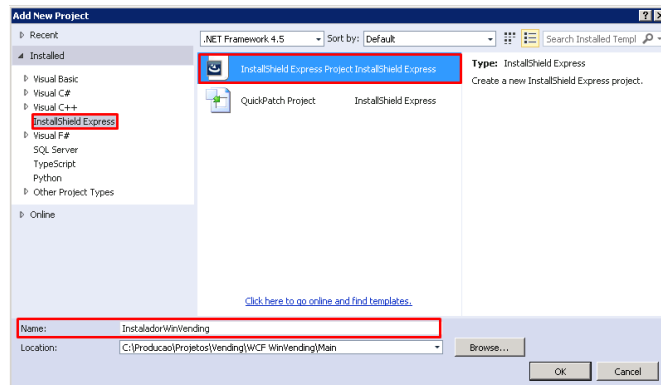 Add New Project
Recent
.NET Framework 4.5
Sort by: Default
Search Installed Templ
Installed
Visual Basic
Visual C#
Visual C++
InstallShield Express
Visual F#
SQL Server
TypeScript
Python
Other Project Types
Online
InstallShield Express Project InstallShield Express
QuickPatch Project InstallShield Express
Type: InstallShield Express
Create a new InstallShield Express project.
Click here to go online and find templates.
Name: InstaladorWinVending
Location: C:\Producao\Projetos\Vending\WCF WinVending\Main
Browse...
OK Cancel